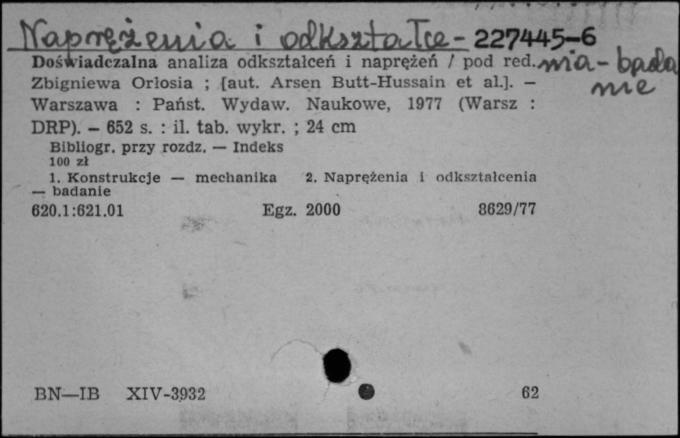 Naprężenia i odkształce- 227445-6
nia - bada
nie
Doświadczalna analiza odkształceń i naprężeń / pod red.
Zbigniewa Orłosia ; [aut. Arsen Butt-Hussain et al.]. —
Warszawa : Państ. Wydaw. Naukowe, 1977 (Warsz :
DRP). — 652 s. : il. tab. wykr. ; 24 cm
Bibliogr. przy rozdz. — Indeks
100 zł
1. Konstrukcje — mechanika 2. Naprężenia i odkształcenia
— badanie
620.1:621.01 Egz. 2000 8629/77
BN—IB XIV-3932 62